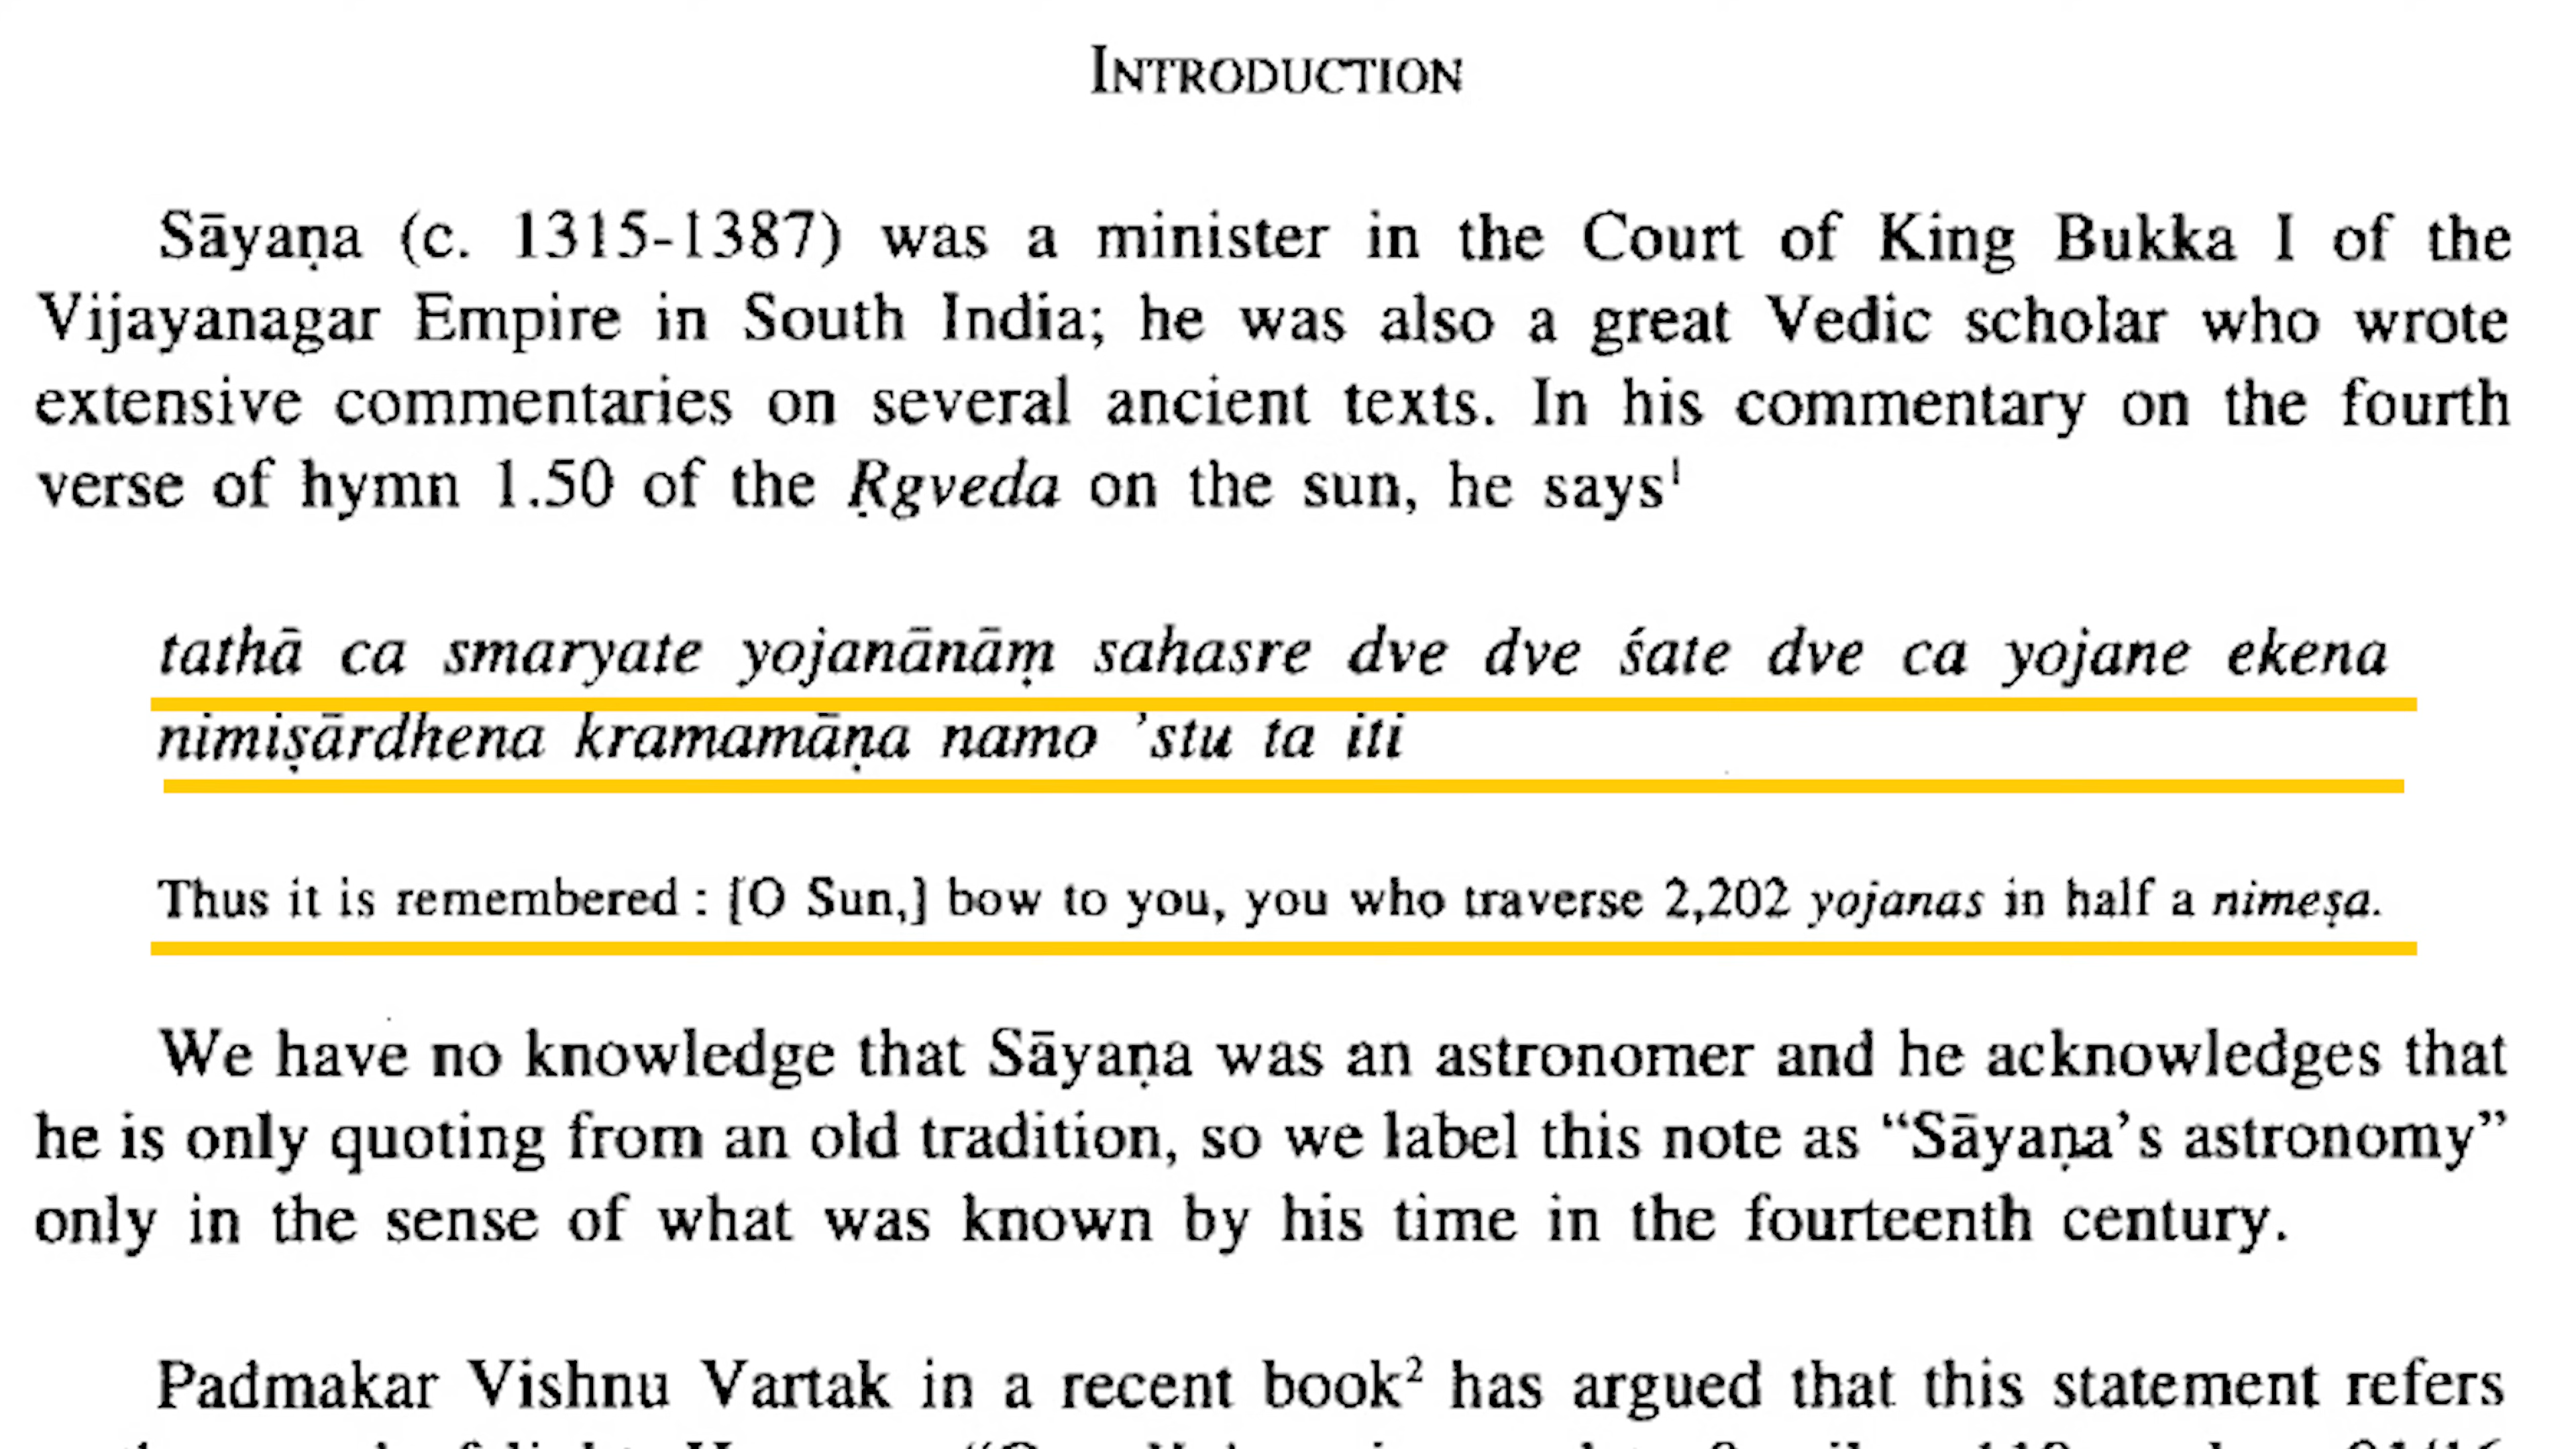 INTRODUCTION
Sāyaṇa (c. 1315-1387) was a minister in the Court of King Bukka I of the
Vijayanagar Empire in South India; he was also a great Vedic scholar who wrote
extensive commentaries on several ancient texts. In his commentary on the fourth
verse of hymn 1.50 of the Ṛgveda on the sun, he says¹
tathā ca smaryate yojanānāṃ sahasre dve dve śate dve ca yojane ekena
nimiṣārdhena kramamāṇa namo ’stu ta iti
Thus it is remembered : [O Sun,] bow to you, you who traverse 2,202 yojanas in half a nimeṣa.
We have no knowledge that Sāyaṇa was an astronomer and he acknowledges that
he is only quoting from an old tradition, so we label this note as “Sāyaṇa’s astronomy”
only in the sense of what was known by his time in the fourteenth century.
Padmakar Vishnu Vartak in a recent book² has argued that this statement refers